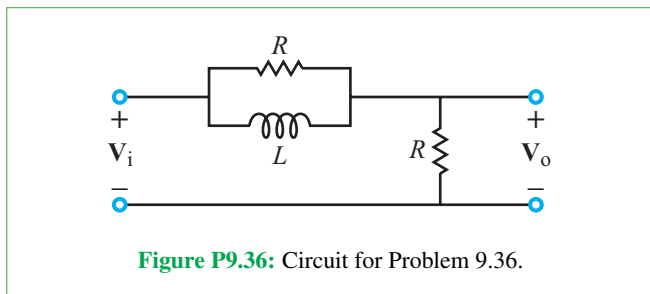 R
+
V_i
−
L
R
+
V_o
−
Figure P9.36: Circuit for Problem 9.36.